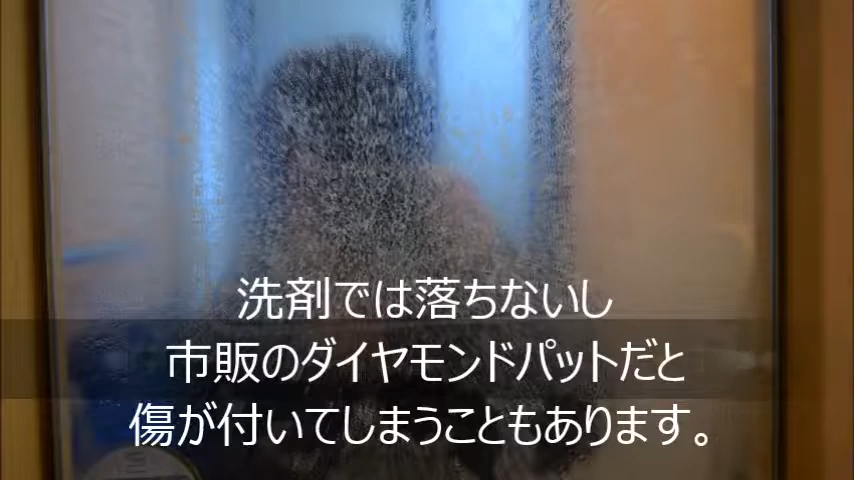 洗剤では落ちないし
市販のダイヤモンドパットだと
傷が付いてしまうこともあります。